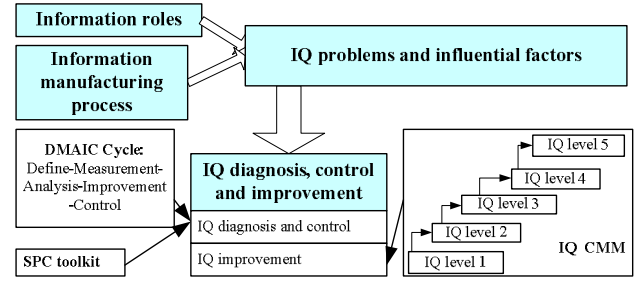 Information roles
Information
manufacturing
process
IQ problems and influential factors
DMAIC Cycle:
Define-Measurement-
Analysis-Improvement
-Control
SPC toolkit
IQ diagnosis, control
and improvement
IQ diagnosis and control
IQ improvement
IQ level 5
IQ level 4
IQ level 3
IQ level 2
IQ level 1
IQ CMM